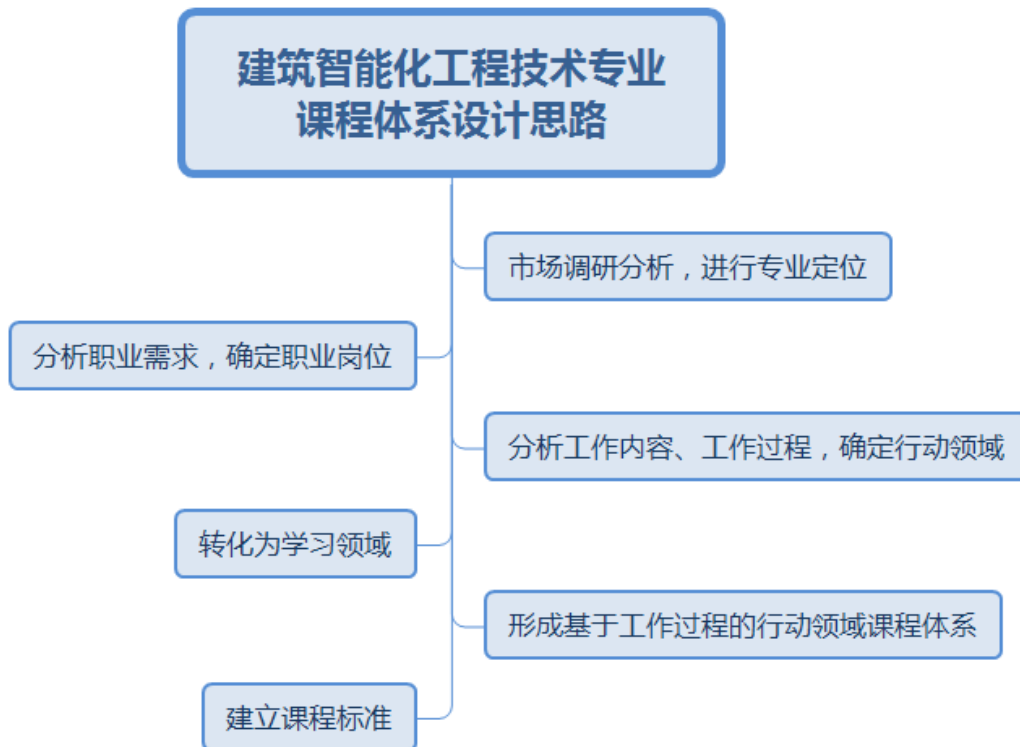 建筑智能化工程技术专业
课程体系设计思路
市场调研分析，进行专业定位
分析职业需求，确定职业岗位
分析工作内容、工作过程，确定行动领域
转化为学习领域
形成基于工作过程的行动领域课程体系
建立课程标准